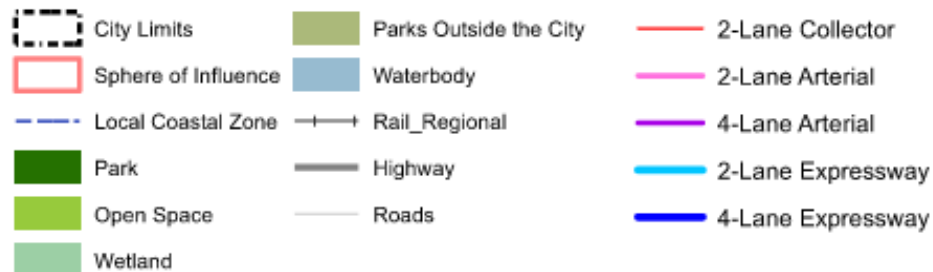 City Limits
Sphere of Influence
Local Coastal Zone
Park
Open Space
Wetland
Parks Outside the City
Waterbody
Rail_Regional
Highway
Roads
2-Lane Collector
2-Lane Arterial
4-Lane Arterial
2-Lane Expressway
4-Lane Expressway